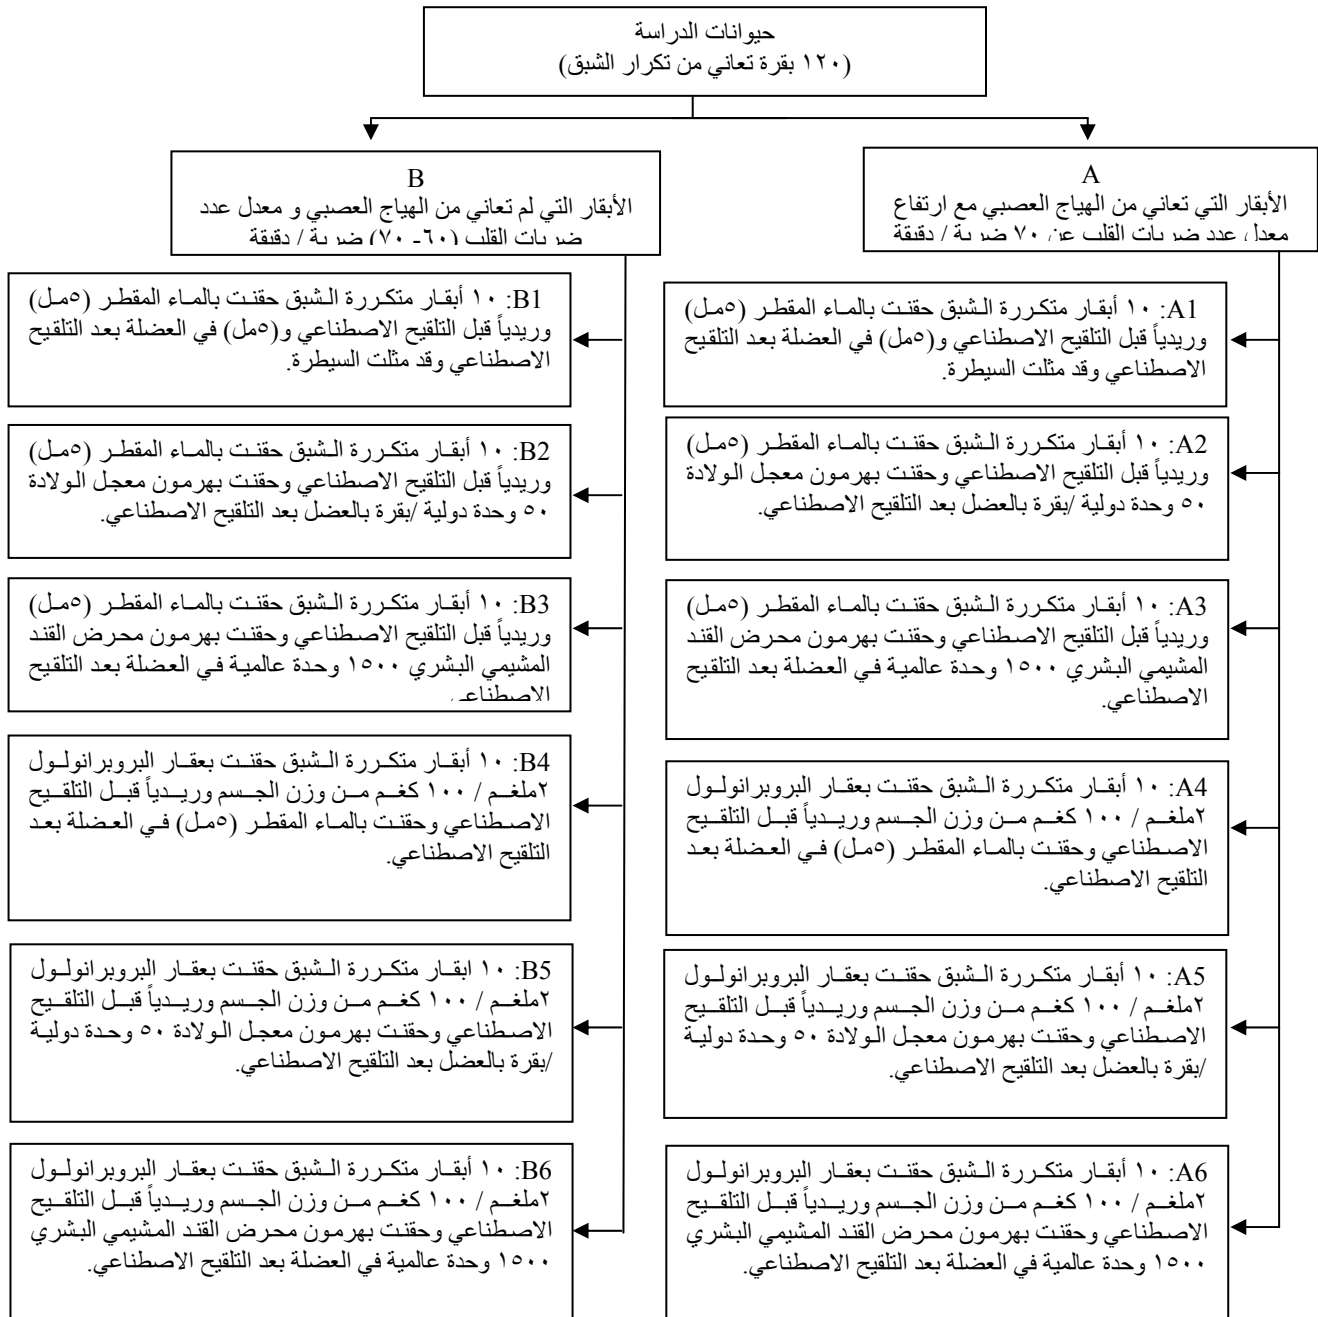 حيوانات الدراسة
(١٢٠ بقرة تعاني من تكرار الشبق)
A
الأبقار التي تعاني من الهياج العصبي مع ارتفاع
معدل عدد ضربات القلب عن ٧٠ ضربة / دقيقة
B
الأبقار التي لم تعاني من الهياج العصبي و معدل عدد
ضربات القلب (٦٠- ٧٠) ضربة / دقيقة
A1: ١٠ أبقار متكررة الشبق حقنت بالماء المقطر (٥مل)
وريدياً قبل التلقيح الاصطناعي و(٥مل) في العضلة بعد التلقيح
الاصطناعي وقد مثلت السيطرة.
A2: ١٠ أبقار متكررة الشبق حقنت بالماء المقطر (٥مل)
وريدياً قبل التلقيح الاصطناعي وحقنت بهرمون معجل الولادة
٥٠ وحدة دولية /بقرة بالعضل بعد التلقيح الاصطناعي.
A3: ١٠ أبقار متكررة الشبق حقنت بالماء المقطر (٥مل)
وريدياً قبل التلقيح الاصطناعي وحقنت بهرمون محرض القند
المشيمي البشري ١٥٠٠ وحدة عالمية في العضلة بعد التلقيح
الاصطناعي.
A4: ١٠ أبقار متكررة الشبق حقنت بعقار البروبرانولول
٢ملغم / ١٠٠ كغم من وزن الجسم وريدياً قبل التلقيح
الاصطناعي وحقنت بالماء المقطر (٥مل) في العضلة بعد
التلقيح الاصطناعي.
A5: ١٠ أبقار متكررة الشبق حقنت بعقار البروبرانولول
٢ملغم / ١٠٠ كغم من وزن الجسم وريدياً قبل التلقيح
الاصطناعي وحقنت بهرمون معجل الولادة ٥٠ وحدة دولية
/بقرة بالعضل بعد التلقيح الاصطناعي.
A6: ١٠ أبقار متكررة الشبق حقنت بعقار البروبرانولول
٢ملغم / ١٠٠ كغم من وزن الجسم وريدياً قبل التلقيح
الاصطناعي وحقنت بهرمون محرض القند المشيمي البشري
١٥٠٠ وحدة عالمية في العضلة بعد التلقيح الاصطناعي.
B1: ١٠ أبقار متكررة الشبق حقنت بالماء المقطر (٥مل)
وريدياً قبل التلقيح الاصطناعي و(٥مل) في العضلة بعد التلقيح
الاصطناعي وقد مثلت السيطرة.
B2: ١٠ أبقار متكررة الشبق حقنت بالماء المقطر (٥مل)
وريدياً قبل التلقيح الاصطناعي وحقنت بهرمون معجل الولادة
٥٠ وحدة دولية /بقرة بالعضل بعد التلقيح الاصطناعي.
B3: ١٠ أبقار متكررة الشبق حقنت بالماء المقطر (٥مل)
وريدياً قبل التلقيح الاصطناعي وحقنت بهرمون محرض القند
المشيمي البشري ١٥٠٠ وحدة عالمية في العضلة بعد التلقيح
الاصطناعي
B4: ١٠ أبقار متكررة الشبق حقنت بعقار البروبرانولول
٢ملغم / ١٠٠ كغم من وزن الجسم وريدياً قبل التلقيح
الاصطناعي وحقنت بالماء المقطر (٥مل) في العضلة بعد
التلقيح الاصطناعي.
B5: ١٠ ابقار متكررة الشبق حقنت بعقار البروبرانولول
٢ملغم / ١٠٠ كغم من وزن الجسم وريدياً قبل التلقيح
الاصطناعي وحقنت بهرمون معجل الولادة ٥٠ وحدة دولية
/بقرة بالعضل بعد التلقيح الاصطناعي.
B6: ١٠ أبقار متكررة الشبق حقنت بعقار البروبرانولول
٢ملغم / ١٠٠ كغم من وزن الجسم وريدياً قبل التلقيح
الاصطناعي وحقنت بهرمون محرض القند المشيمي البشري
١٥٠٠ وحدة عالمية في العضلة بعد التلقيح الاصطناعي.